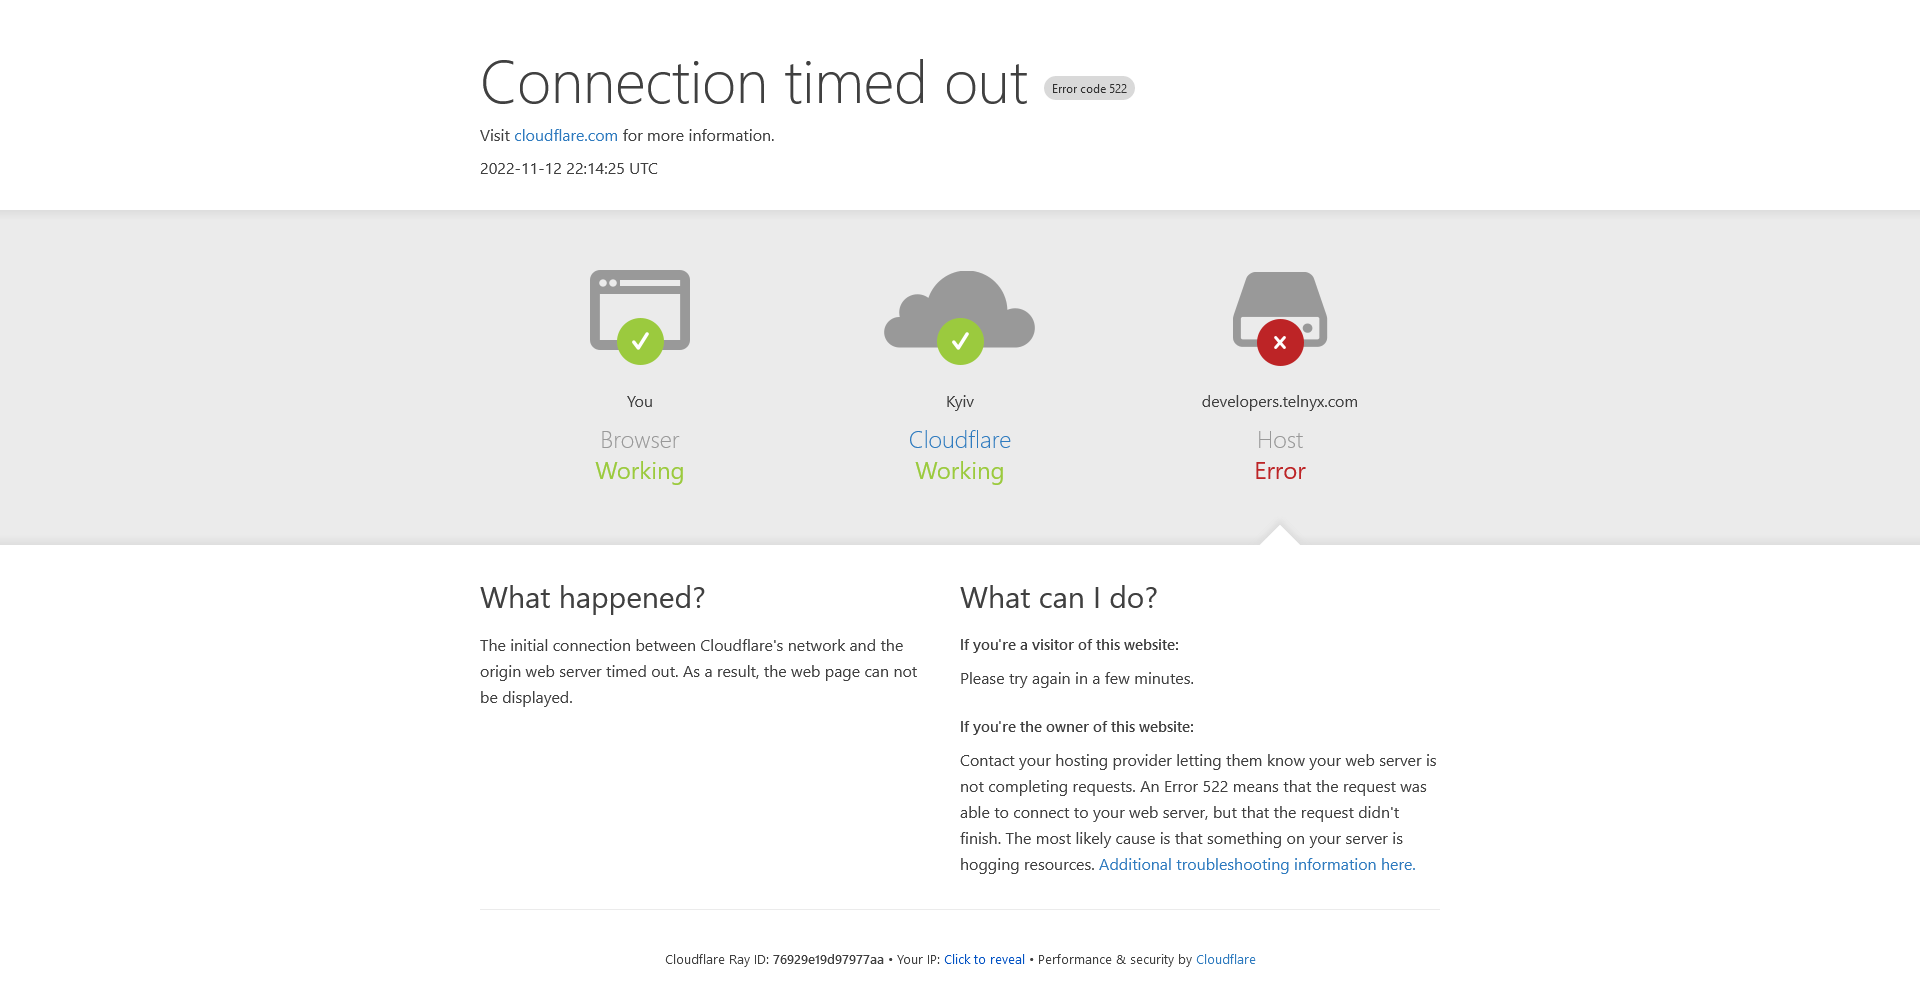 Connection timed out Error code 522
Visit cloudflare.com for more information.
2022-11-12 22:14:25 UTC
You
Browser
Working
Kyiv
Cloudflare
Working
developers.telnyx.com
Host
Error
What happened?
The initial connection between Cloudflare's network and the
origin web server timed out. As a result, the web page can not
be displayed.
What can I do?
If you're a visitor of this website:
Please try again in a few minutes.
If you're the owner of this website:
Contact your hosting provider letting them know your web server is
not completing requests. An Error 522 means that the request was
able to connect to your web server, but that the request didn't
finish. The most likely cause is that something on your server is
hogging resources. Additional troubleshooting information here.
Cloudflare Ray ID: 76929e19d97977aa • Your IP: Click to reveal • Performance & security by Cloudflare